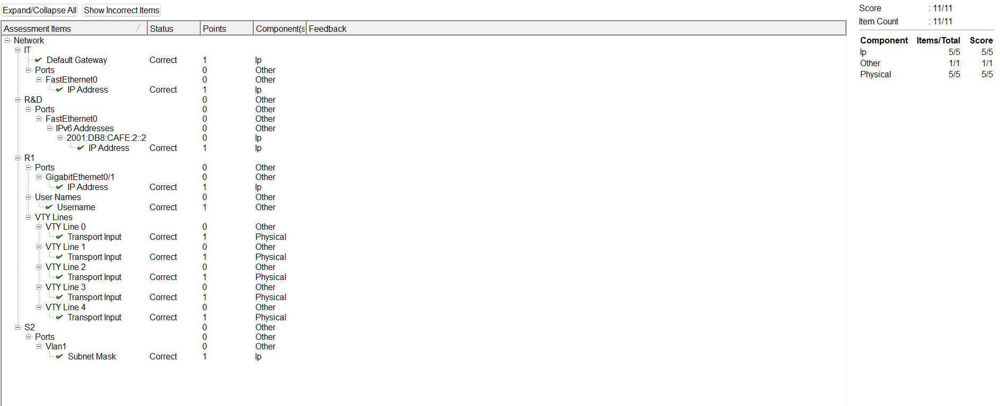 Expand/Collapse All Show Incorrect Items
Score : 11/11
Item Count : 11/11
Assessment Items Status Points Component(s Feedback
Component Items/Total Score
Ip 5/5 5/5
Other 1/1 1/1
Physical 5/5 5/5
Network
IT
Default Gateway Correct 1 Ip
Ports 0 Other
FastEthernet0 0 Other
IP Address Correct 1 Ip
R&D 0 Other
Ports 0 Other
FastEthernet0 0 Other
IPv6 Addresses 0 Other
2001:DB8:CAFE:2::2 0 Ip
IP Address Correct 1 Ip
R1
Ports 0 Other
GigabitEthernet0/1 0 Other
IP Address Correct 1 Ip
User Names 0 Other
Username Correct 1 Other
VTY Lines
VTY Line 0 0 Other
Transport Input Correct 1 Physical
VTY Line 1 0 Other
Transport Input Correct 1 Physical
VTY Line 2 0 Other
Transport Input Correct 1 Physical
VTY Line 3 0 Other
Transport Input Correct 1 Physical
VTY Line 4 0 Other
Transport Input Correct 1 Physical
S2 0 Other
Ports 0 Other
Vlan1 0 Other
Subnet Mask Correct 1 Ip